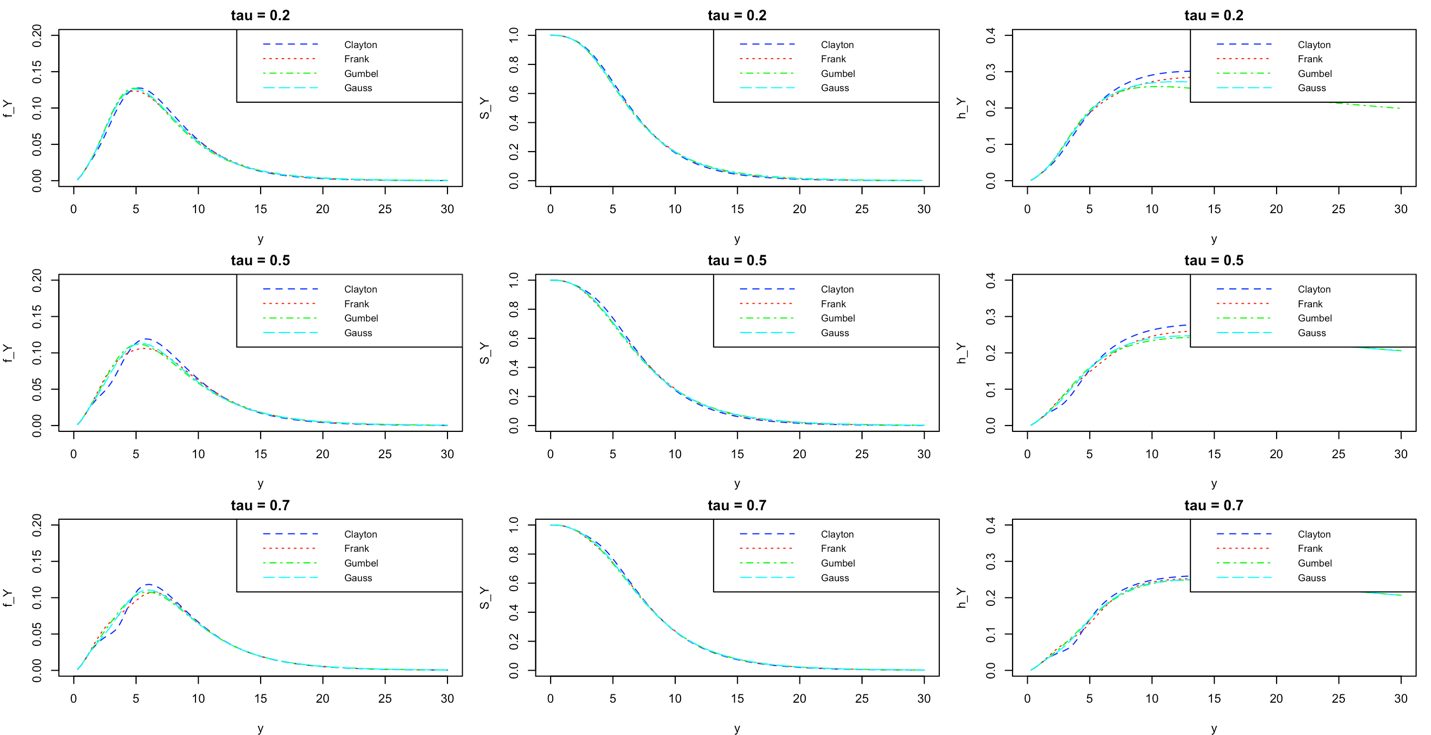 tau = 0.2
f_Y
0.20
0.15
0.10
0.05
0.00
Clayton
Frank
Gumbel
Gauss
0 5 10 15 20 25 30
y
tau = 0.2
S_Y
1.0
0.8
0.6
0.4
0.2
0.0
Clayton
Frank
Gumbel
Gauss
0 5 10 15 20 25 30
y
tau = 0.2
h_Y
0.4
0.3
0.2
0.1
0.0
Clayton
Frank
Gumbel
Gauss
0 5 10 15 20 25 30
y
tau = 0.5
f_Y
0.20
0.15
0.10
0.05
0.00
Clayton
Frank
Gumbel
Gauss
0 5 10 15 20 25 30
y
tau = 0.5
S_Y
1.0
0.8
0.6
0.4
0.2
0.0
Clayton
Frank
Gumbel
Gauss
0 5 10 15 20 25 30
y
tau = 0.5
h_Y
0.4
0.3
0.2
0.1
0.0
Clayton
Frank
Gumbel
Gauss
0 5 10 15 20 25 30
y
tau = 0.7
f_Y
0.20
0.15
0.10
0.05
0.00
Clayton
Frank
Gumbel
Gauss
0 5 10 15 20 25 30
y
tau = 0.7
S_Y
1.0
0.8
0.6
0.4
0.2
0.0
Clayton
Frank
Gumbel
Gauss
0 5 10 15 20 25 30
y
tau = 0.7
h_Y
0.4
0.3
0.2
0.1
0.0
Clayton
Frank
Gumbel
Gauss
0 5 10 15 20 25 30
y